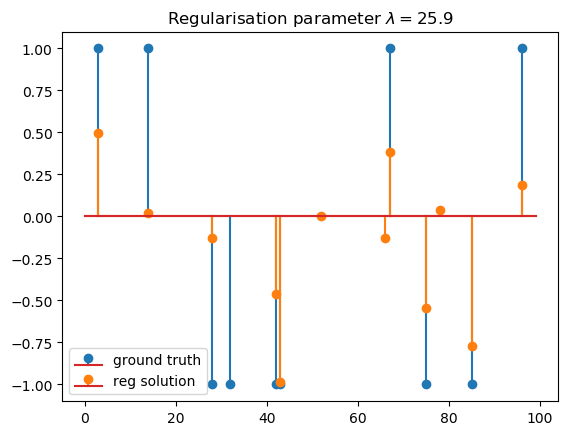 Regularisation parameter λ = 25.9
1.00
0.75
0.50
0.25
0.00
−0.25
−0.50
−0.75
−1.00
ground truth
reg solution
0 20 40 60 80 100